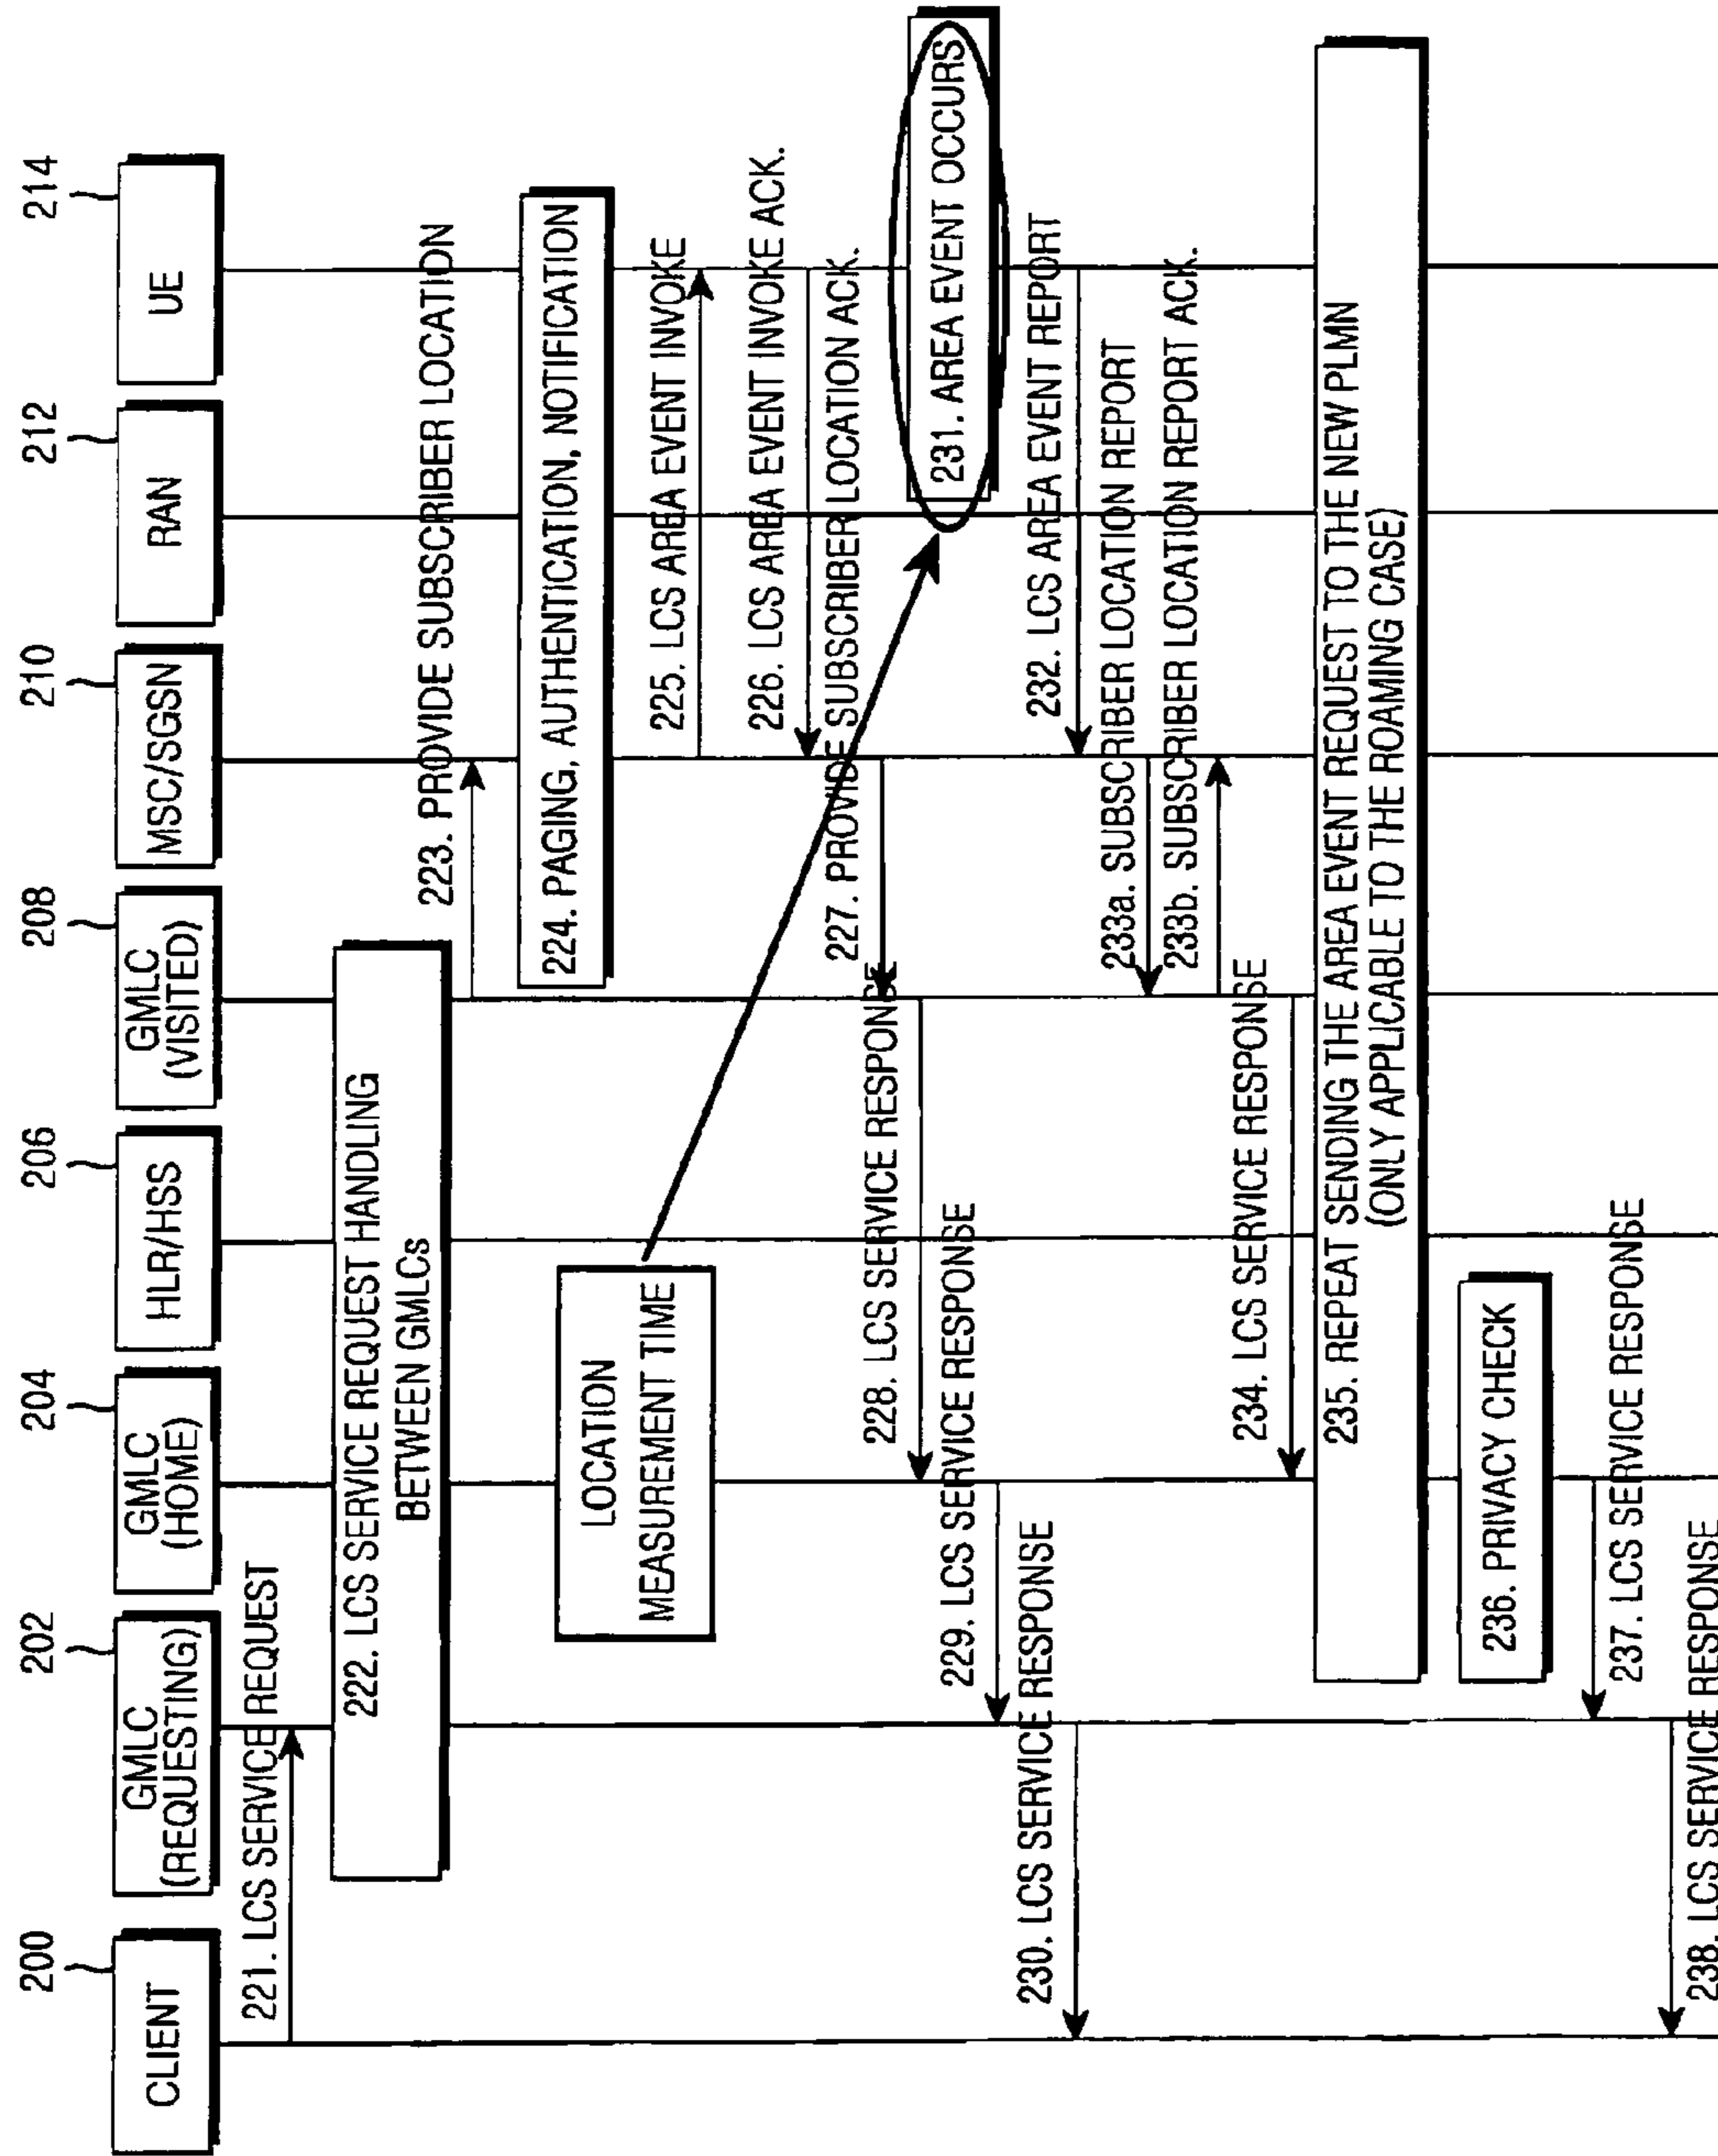 200
202
204
206
208
210
212
214
CLIENT
GMLC
(REQUESTING)
GMLC
(HOME)
HLR/HSS
GMLC
(VISITED)
MSC/SGSN
RAN
UE
221. LCS SERVICE REQUEST
222. LCS SERVICE REQUEST HANDLING
BETWEEN GMLCs
223. PROVIDE SUBSCRIBER LOCATION
224. PAGING, AUTHENTICATION, NOTIFICATION
LOCATION
MEASUREMENT TIME
225. LCS AREA EVENT INVOKE
226. LCS AREA EVENT INVOKE ACK.
227. PROVIDE SUBSCRIBER LOCATION ACK.
228. LCS SERVICE RESPONSE
229. LCS SERVICE RESPONSE
230. LCS SERVICE RESPONSE
231. AREA EVENT OCCURS
232. LCS AREA EVENT REPORT
233a. SUBSCRIBER LOCATION REPORT
233b. SUBSCRIBER LOCATION REPORT ACK.
234. LCS SERVICE RESPONSE
235. REPEAT SENDING THE AREA EVENT REQUEST TO THE NEW PLMN
(ONLY APPLICABLE TO THE ROAMING CASE)
236. PRIVACY CHECK
237. LCS SERVICE RESPONSE
238. LCS SERVICE RESPONSE